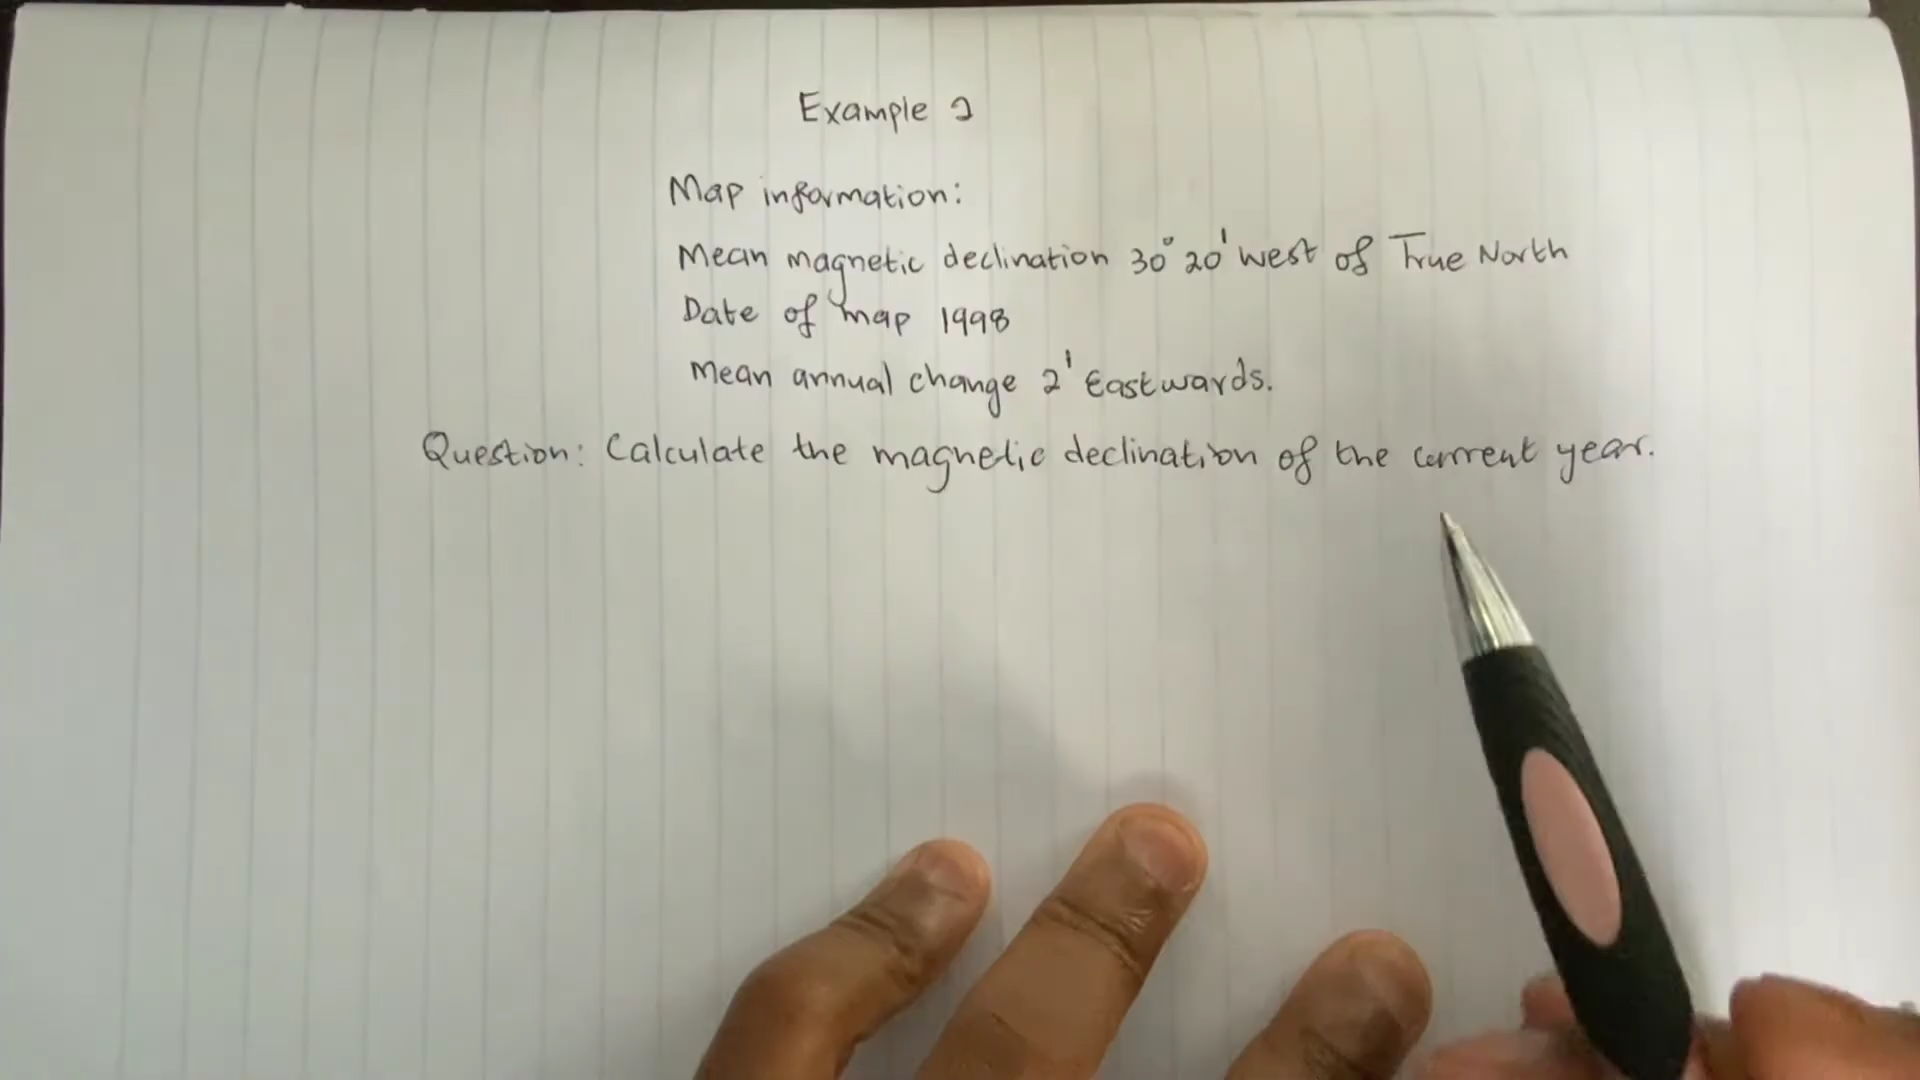 Example 2
Map information:
Mean magnetic declination 30° 20' west of True North
Date of map 1998
Mean annual change 2' Eastwards.
Question: Calculate the magnetic declination of the current year.